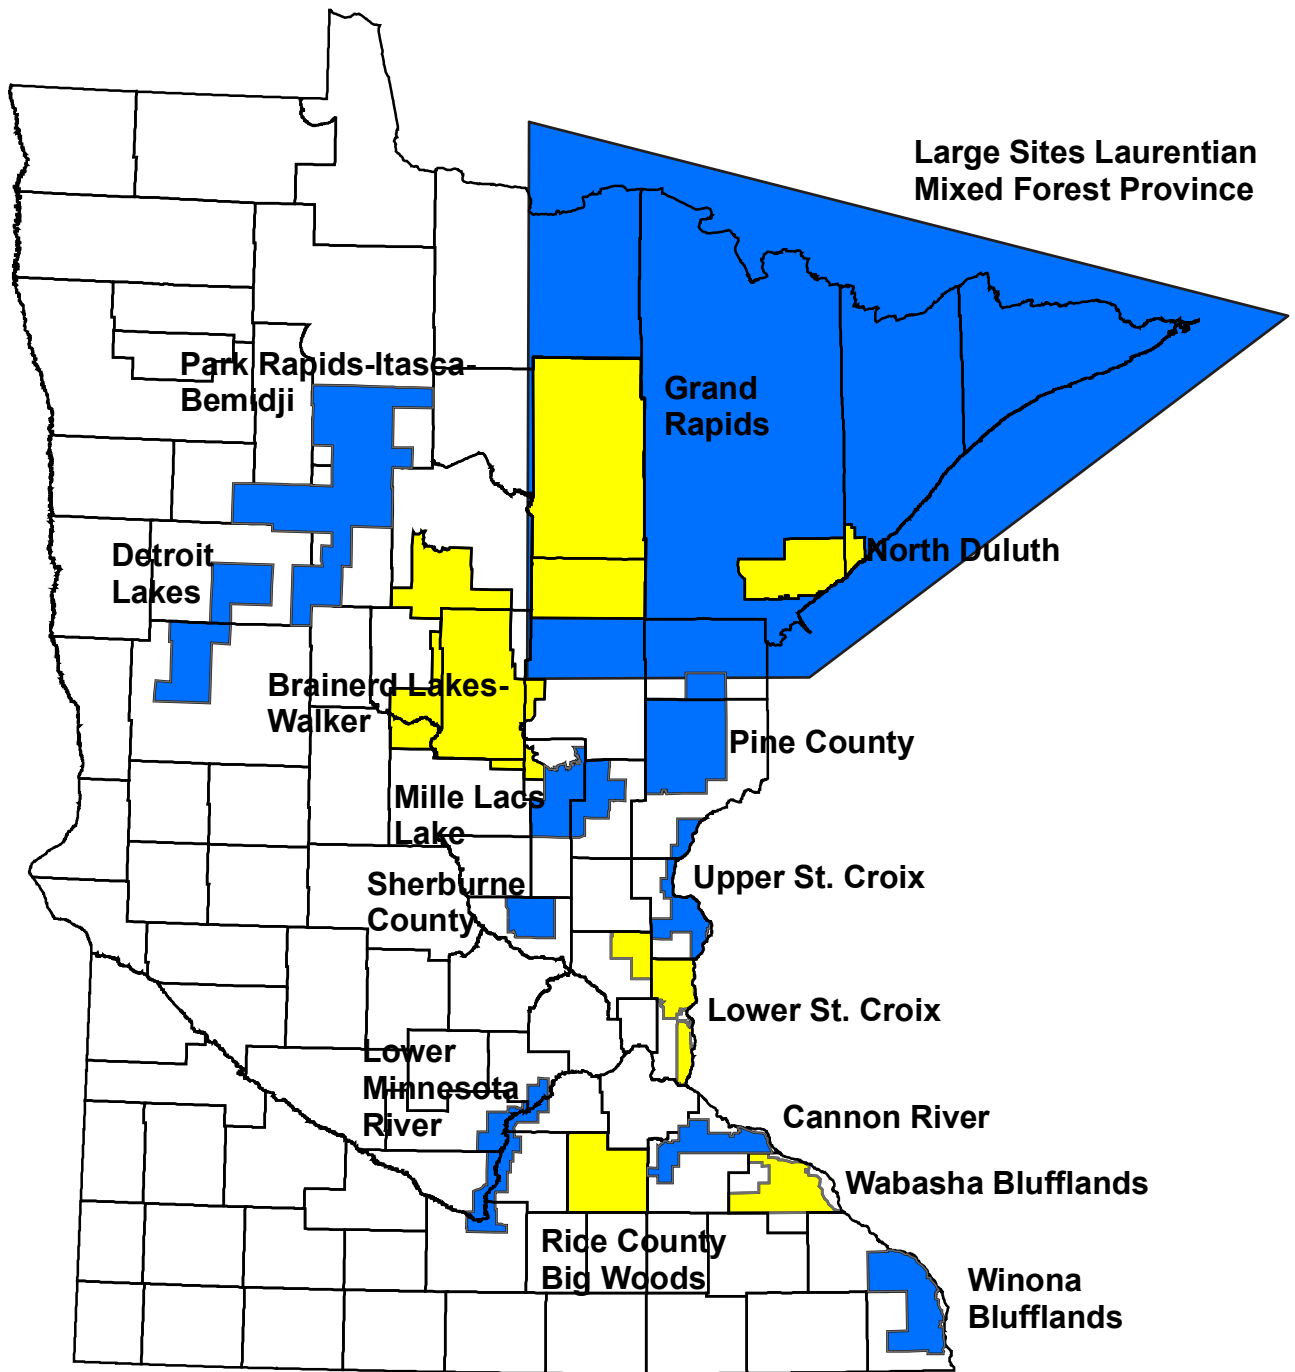 Large Sites Laurentian
Mixed Forest Province
Park Rapids-Itasca-
Bemidji
Grand
Rapids
Detroit
Lakes
North Duluth
Brainerd Lakes-
Walker
Pine County
Mille Lacs
Lake
Upper St. Croix
Sherburne
County
Lower St. Croix
Lower
Minnesota
River
Cannon River
Wabasha Blufflands
Rice County
Big Woods
Winona
Blufflands